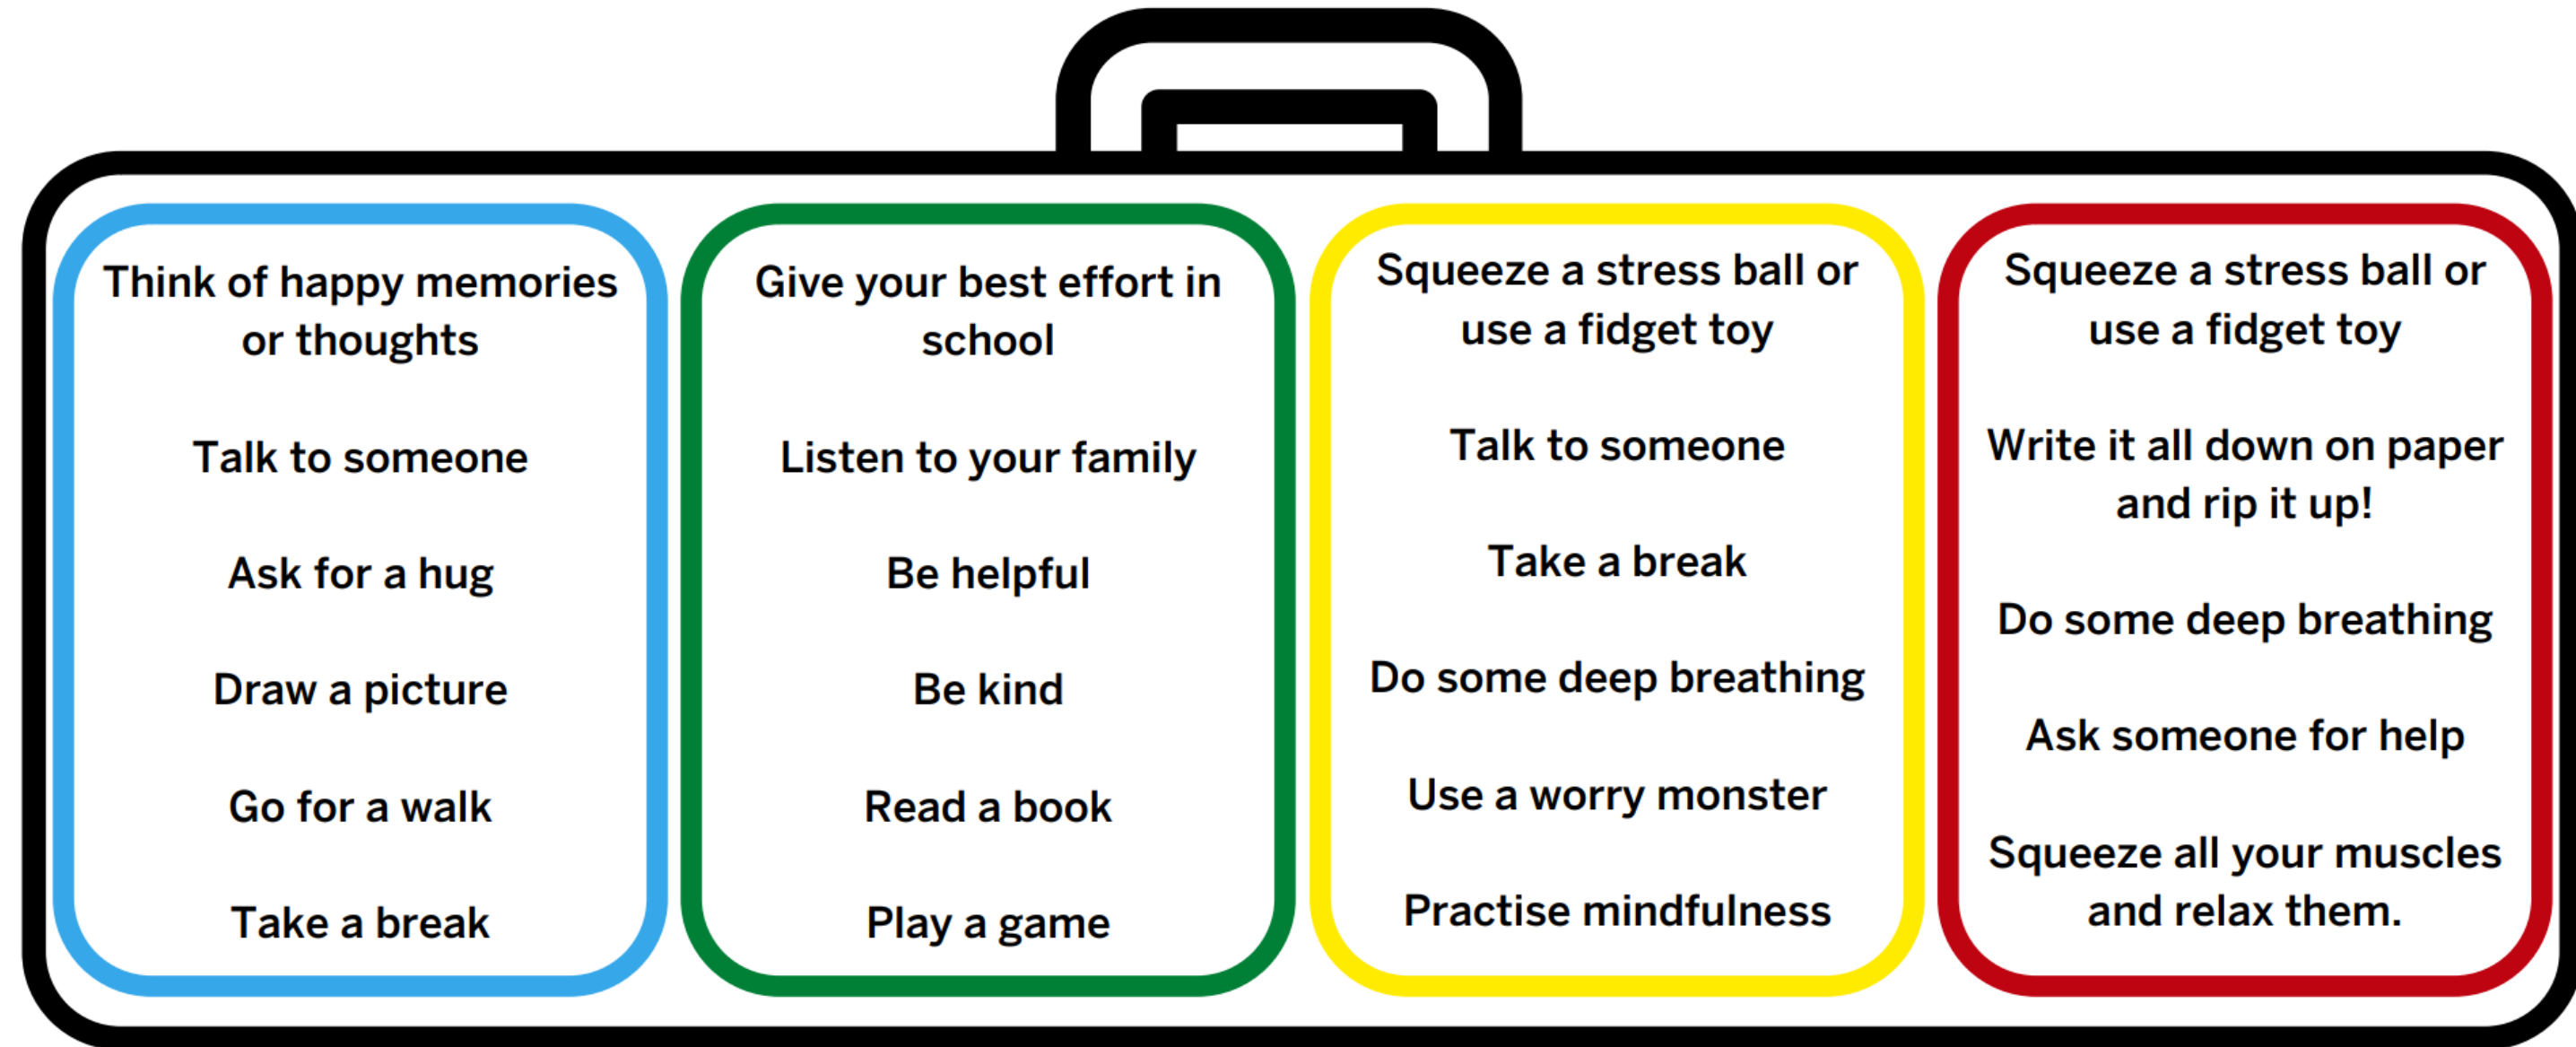 Think of happy memories
or thoughts
Talk to someone
Ask for a hug
Draw a picture
Go for a walk
Take a break
Give your best effort in
school
Listen to your family
Be helpful
Be kind
Read a book
Play a game
Squeeze a stress ball or
use a fidget toy
Talk to someone
Take a break
Do some deep breathing
Use a worry monster
Practise mindfulness
Squeeze a stress ball or
use a fidget toy
Write it all down on paper
and rip it up!
Do some deep breathing
Ask someone for help
Squeeze all your muscles
and relax them.